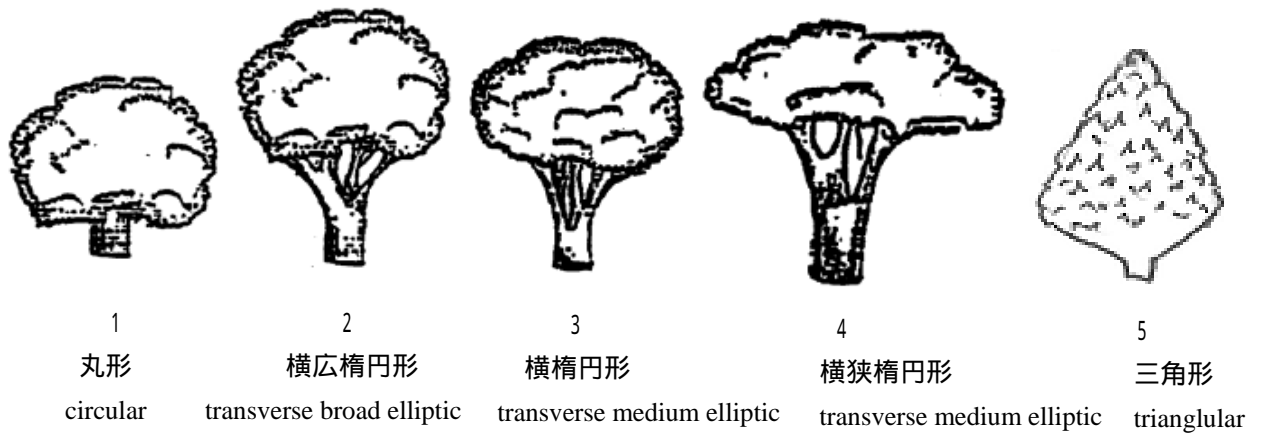 1 2 3 4 5
丸形 横広楕円形 横楕円形 横狭楕円形 三角形
circular transverse broad elliptic transverse medium elliptic transverse medium elliptic trianglular